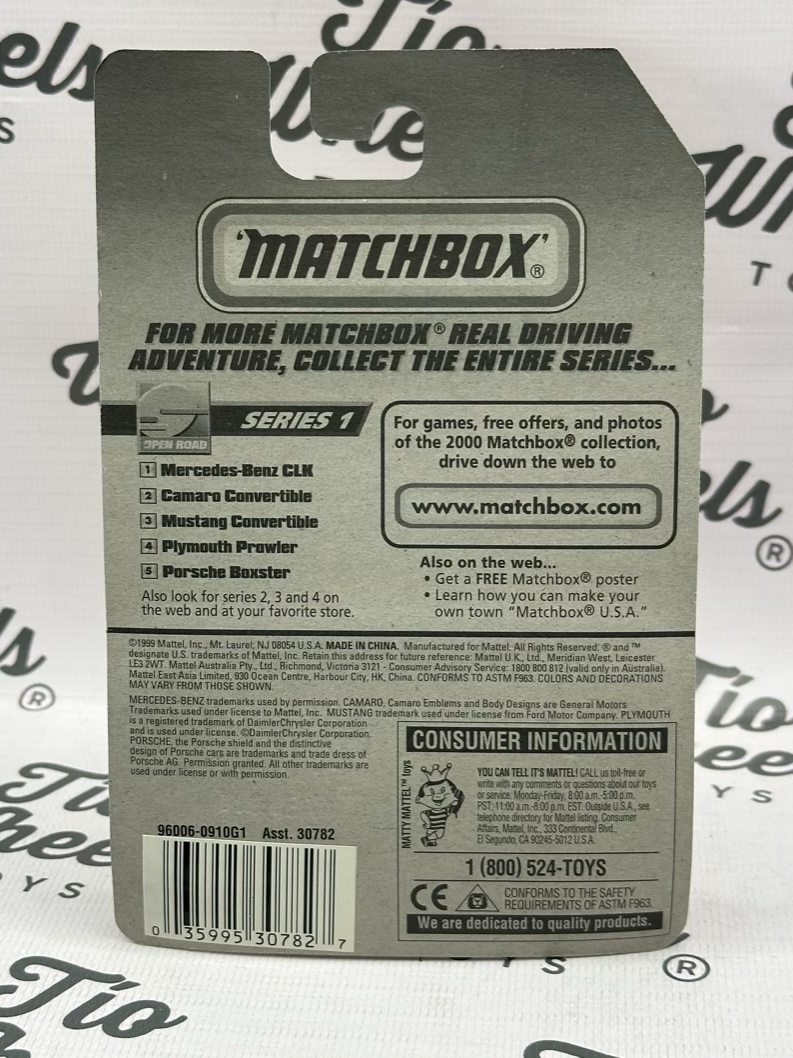 'MATCHBOX'®
FOR MORE MATCHBOX® REAL DRIVING
ADVENTURE, COLLECT THE ENTIRE SERIES...
OPEN ROAD
SERIES 1
1 Mercedes-Benz CLK
2 Camaro Convertible
3 Mustang Convertible
4 Plymouth Prowler
5 Porsche Boxster
Also look for series 2, 3 and 4 on
the web and at your favorite store.
For games, free offers, and photos
of the 2000 Matchbox® collection,
drive down the web to
www.matchbox.com
Also on the web...
• Get a FREE Matchbox® poster
• Learn how you can make your
own town “Matchbox® U.S.A.”
©1999 Mattel, Inc., Mt. Laurel, NJ 08054 U.S.A. MADE IN CHINA. Manufactured for Mattel. All Rights Reserved. ® and ™
designate U.S. trademarks of Mattel, Inc. Retain this address for future reference: Mattel U.K., Ltd., Meridian West, Leicester
LE3 2WT. Mattel Australia Pty., Ltd., Richmond, Victoria 3121 - Consumer Advisory Service: 1800 800 812 (valid only in Australia).
Mattel East Asia Limited, 930 Ocean Centre, Harbour City, HK, China. CONFORMS TO ASTM F963. COLORS AND DECORATIONS
MAY VARY FROM THOSE SHOWN.
MERCEDES-BENZ trademarks used by permission. CAMARO, Camaro Emblems and Body Designs are General Motors
Trademarks used under license to Mattel, Inc. MUSTANG trademark used under license from Ford Motor Company. PLYMOUTH
is a registered trademark of DaimlerChrysler Corporation
and is used under license. ©DaimlerChrysler Corporation.
PORSCHE, the Porsche shield and the distinctive
design of Porsche cars are trademarks and trade dress of
Porsche AG. Permission granted. All other trademarks are
used under license or with permission.
96006-0910G1 Asst. 30782
0 35995 30782 7
CONSUMER INFORMATION
MATTY MATTEL™ toys
YOU CAN TELL IT'S MATTEL! CALL us toll-free or
write with any comments or questions about our toys
or service. Monday-Friday, 8:00 a.m.-5:00 p.m.
PST; 11:00 a.m.-8:00 p.m. EST. Outside U.S.A., see
telephone directory for Mattel listing. Consumer
Affairs, Mattel, Inc., 333 Continental Blvd.,
El Segundo, CA 90245-5012 U.S.A.
1 (800) 524-TOYS
CE
CONFORMS TO THE SAFETY
REQUIREMENTS OF ASTM F963.
We are dedicated to quality products.
Tio